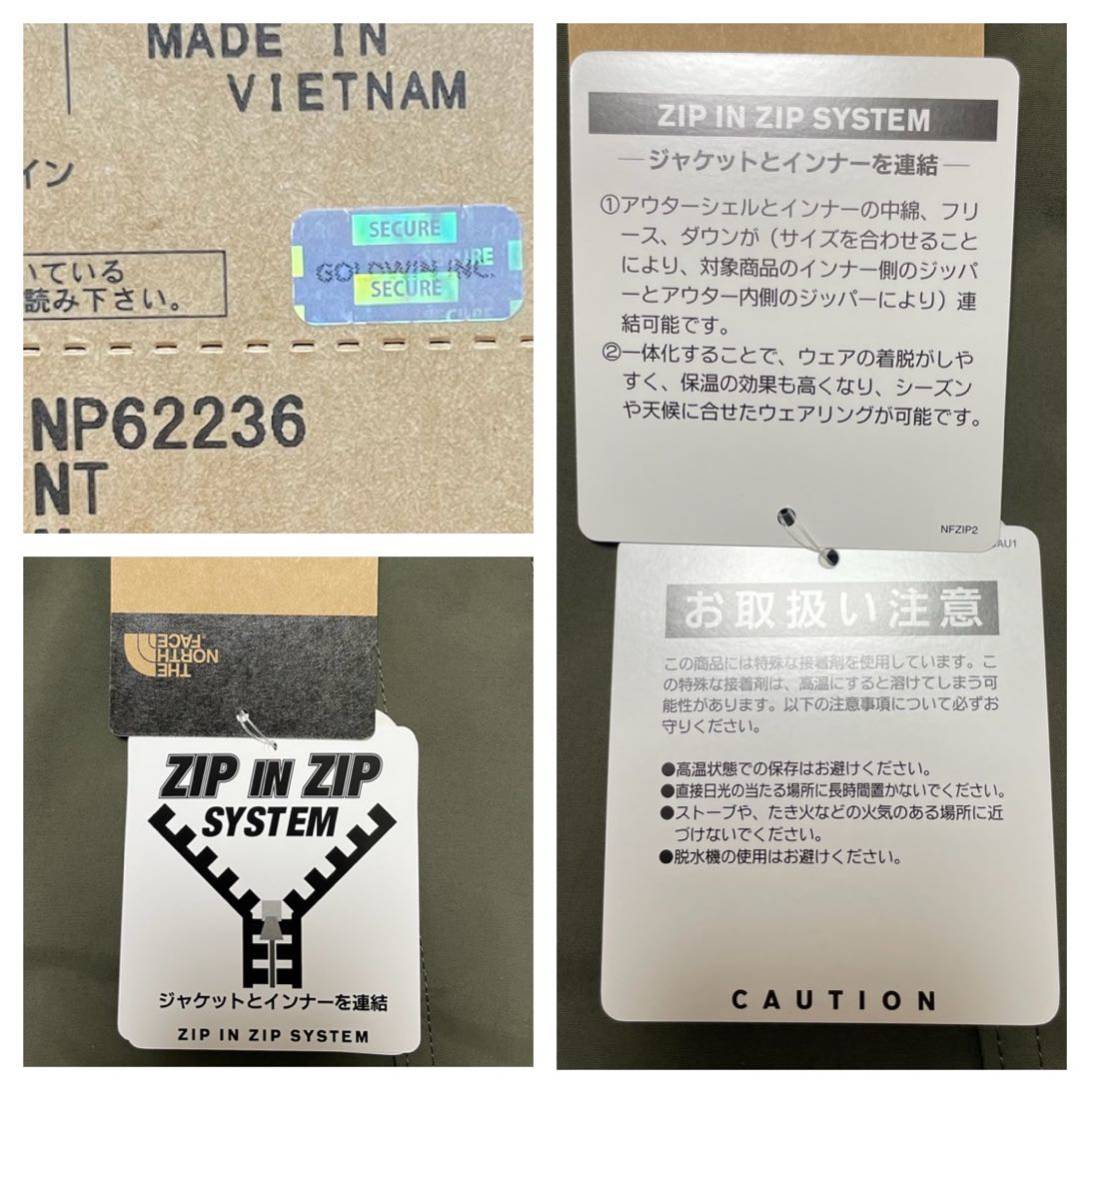 MADE IN
VIETNAM
イン
いている
読み下さい。
SECURE
GOLDWIN INC.
SECURE
NP62236
NT
THE
NORTH
FACE
ZIP IN ZIP
SYSTEM
ジャケットとインナーを連結
ZIP IN ZIP SYSTEM
ZIP IN ZIP SYSTEM
―ジャケットとインナーを連結―
①アウターシェルとインナーの中綿、フリ
ース、ダウンが（サイズを合わせること
により、対象商品のインナー側のジッパ
ーとアウター内側のジッパーにより）連
結可能です。
②一体化することで、ウェアの着脱がしや
すく、保温の効果も高くなり、シーズン
や天候に合せたウェアリングが可能です。
NFZIP2
AU1
お取扱い注意
この商品には特殊な接着剤を使用しています。こ
の特殊な接着剤は、高温にすると溶けてしまう可
能性があります。以下の注意事項について必ずお
守りください。
●高温状態での保存はお避けください。
●直接日光の当たる場所に長時間置かないでください。
●ストーブや、たき火などの火気のある場所に近
づけないでください。
●脱水機の使用はお避けください。
CAUTION